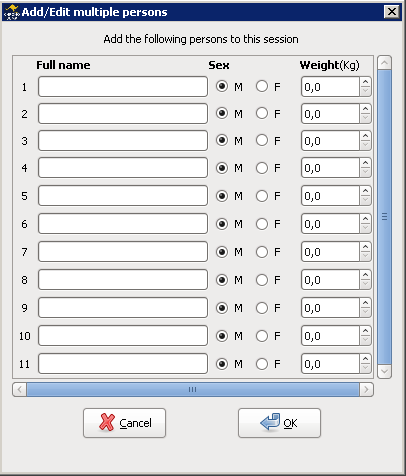 Add/Edit multiple persons
Add the following persons to this session
Full name Sex Weight(Kg)
1 M F 0,0
2 M F 0,0
3 M F 0,0
4 M F 0,0
5 M F 0,0
6 M F 0,0
7 M F 0,0
8 M F 0,0
9 M F 0,0
10 M F 0,0
11 M F 0,0
Cancel OK